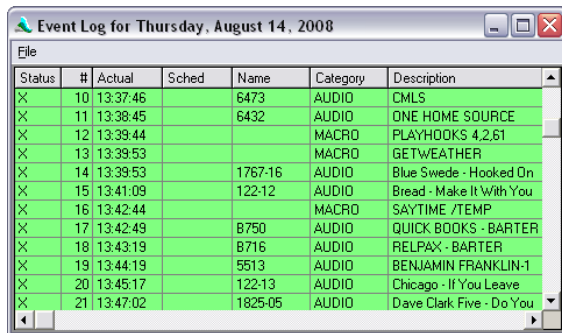 Event Log for Thursday, August 14, 2008
File
Status # Actual Sched Name Category Description
X 10 13:37:46 6473 AUDIO CMLS
X 11 13:38:45 6432 AUDIO ONE HOME SOURCE
X 12 13:39:44 MACRO PLAYHOOKS 4,2,61
X 13 13:39:53 MACRO GETWEATHER
X 14 13:39:53 1767-16 AUDIO Blue Swede - Hooked On
X 15 13:41:09 122-12 AUDIO Bread - Make It With You
X 16 13:42:44 MACRO SAYTIME /TEMP
X 17 13:42:49 B750 AUDIO QUICK BOOKS - BARTER
X 18 13:43:19 B716 AUDIO RELPAX - BARTER
X 19 13:44:19 5513 AUDIO BENJAMIN FRANKLIN-1
X 20 13:45:17 122-13 AUDIO Chicago - If You Leave
X 21 13:47:02 1825-05 AUDIO Dave Clark Five - Do You